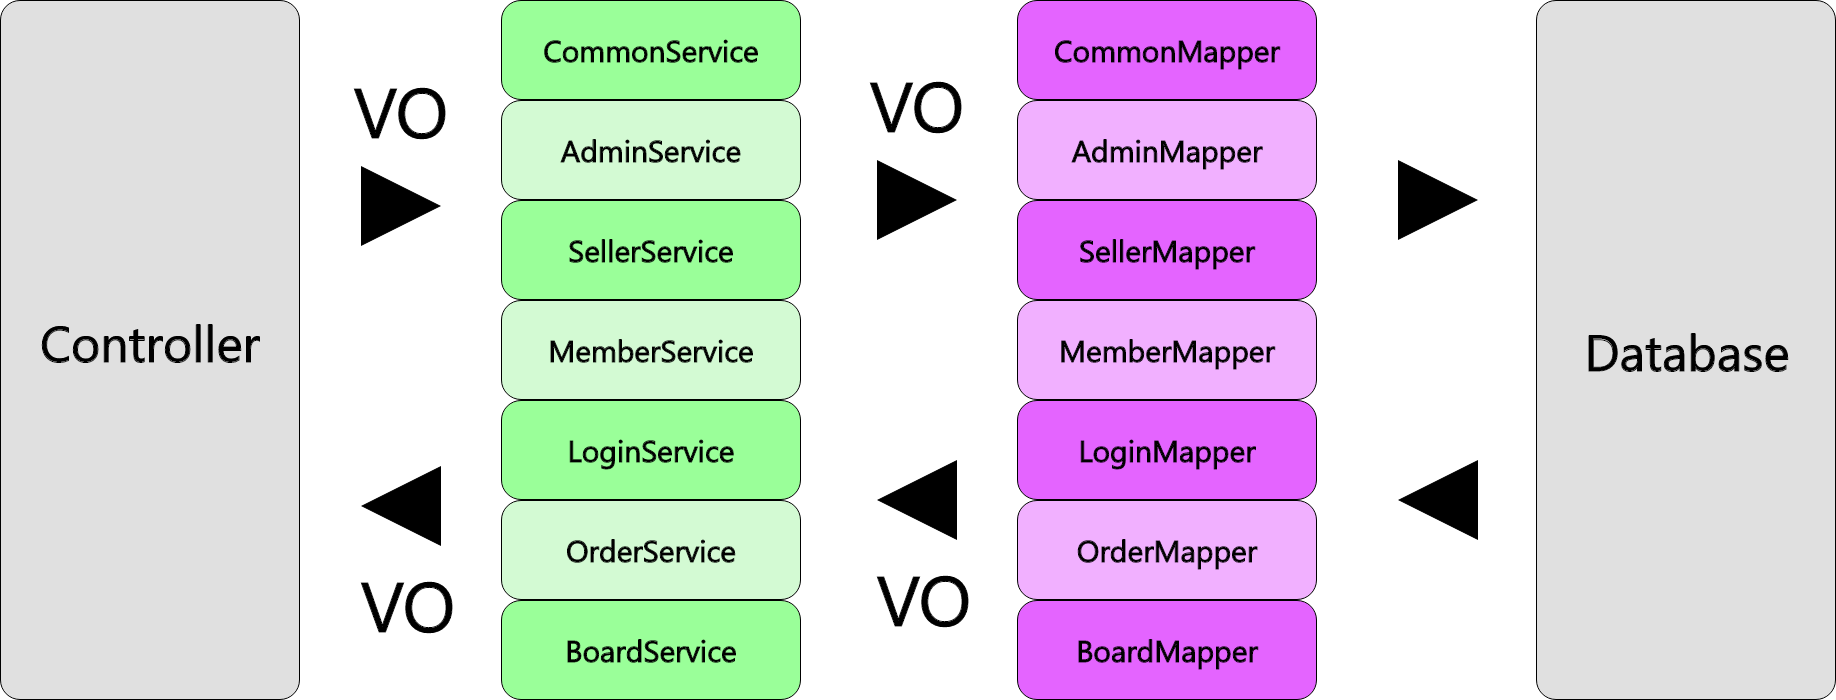 Controller
VO
VO
CommonService
AdminService
SellerService
MemberService
LoginService
OrderService
BoardService
VO
VO
CommonMapper
AdminMapper
SellerMapper
MemberMapper
LoginMapper
OrderMapper
BoardMapper
Database